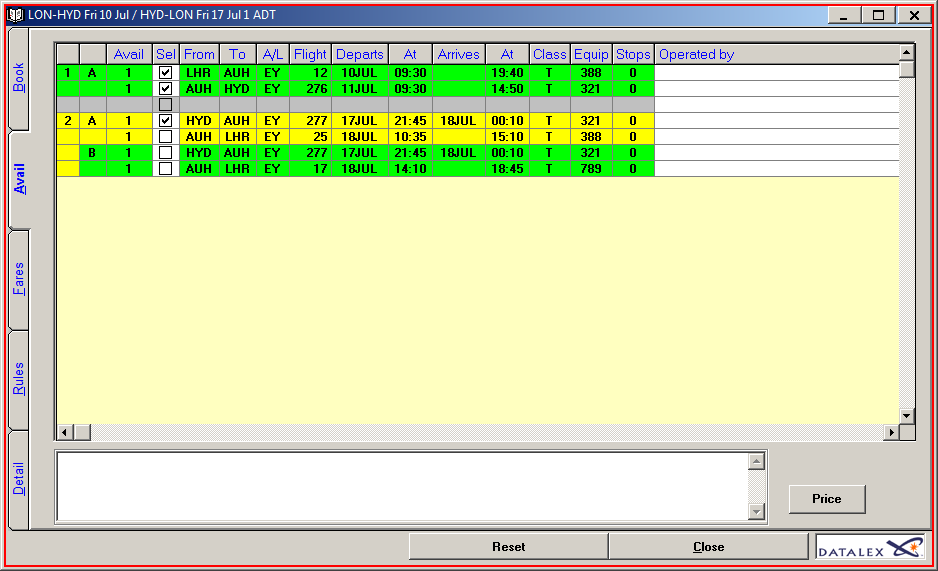 LON-HYD Fri 10 Jul / HYD-LON Fri 17 Jul 1 ADT
Book
Avail
Fares
Rules
Detail
Avail Sel From To A/L Flight Departs At Arrives At Class Equip Stops Operated by
1 A 1 LHR AUH EY 12 10JUL 09:30 19:40 T 388 0
1 AUH HYD EY 276 11JUL 09:30 14:50 T 321 0
2 A 1 HYD AUH EY 277 17JUL 21:45 18JUL 00:10 T 321 0
1 AUH LHR EY 25 18JUL 10:35 15:10 T 388 0
B 1 HYD AUH EY 277 17JUL 21:45 18JUL 00:10 T 321 0
1 AUH LHR EY 17 18JUL 14:10 18:45 T 789 0
Price
Reset Close DATALEX